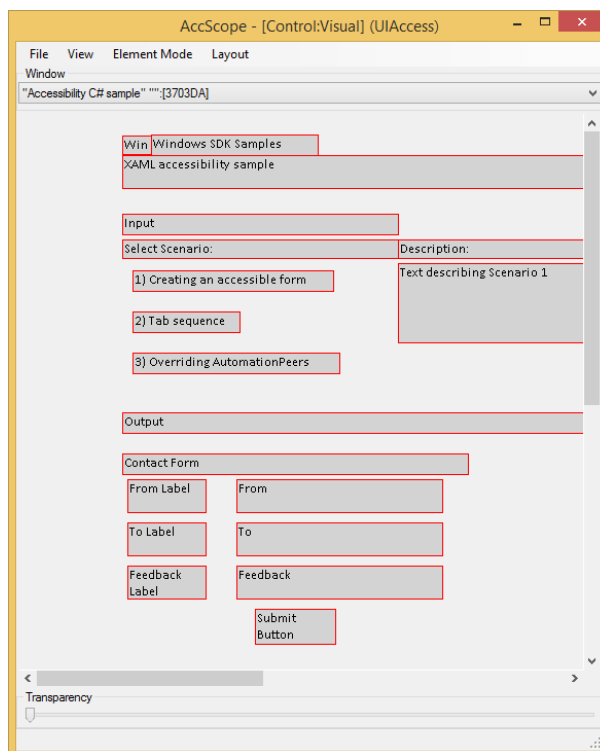 AccScope - [Control:Visual] (UIAccess)
File View Element Mode Layout
Window
"Accessibility C# sample" "":[3703DA]
Win Windows SDK Samples
XAML accessibility sample
Input
Select Scenario: Description:
1) Creating an accessible form Text describing Scenario 1
2) Tab sequence
3) Overriding AutomationPeers
Output
Contact Form
From Label From
To Label To
Feedback Feedback
Label
Submit
Button
Transparency